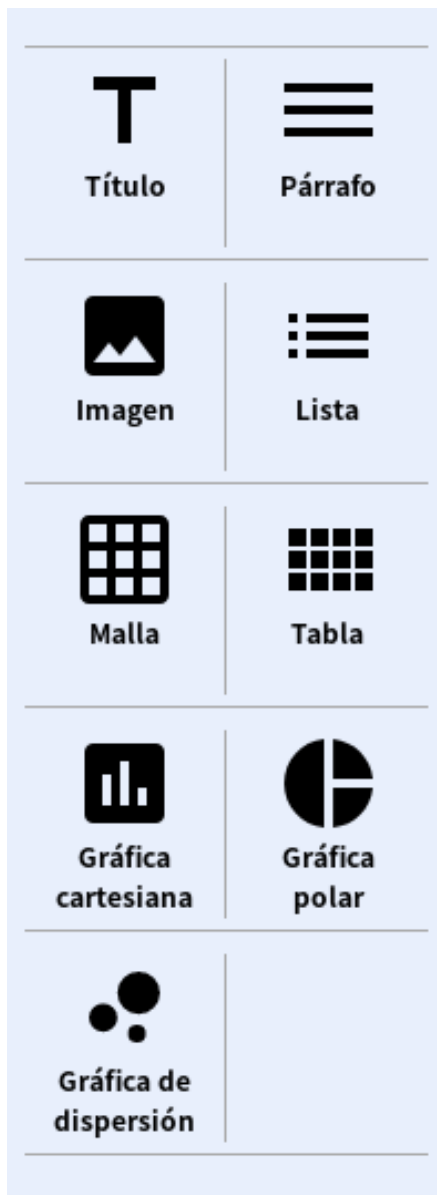 Título
Párrafo
Imagen
Lista
Malla
Tabla
Gráfica
cartesiana
Gráfica
polar
Gráfica de
dispersión